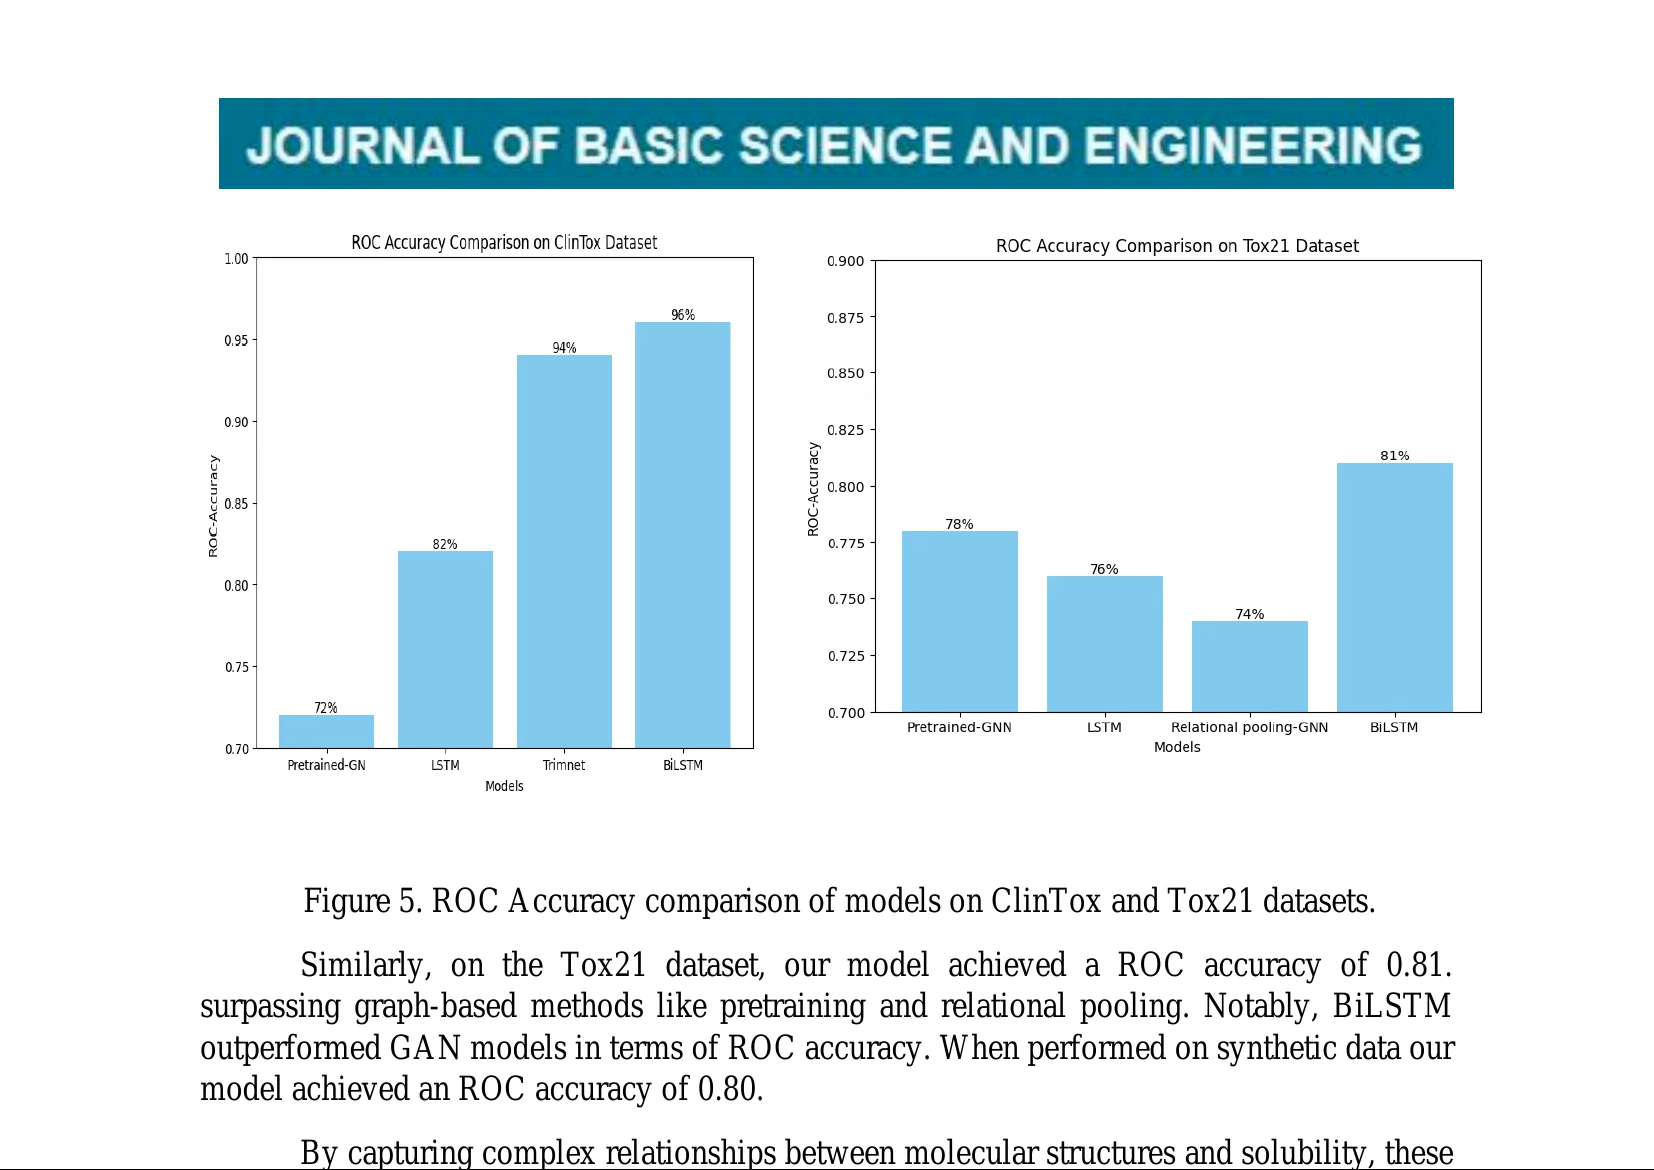 JOURNAL OF BASIC SCIENCE AND ENGINEERING
ROC Accuracy Comparison on ClinTox Dataset
1.00
0.95
0.90
0.85
0.80
0.75
0.70
ROC-Accuracy
72%
82%
94%
96%
Pretrained-GN
LSTM
Trimnet
BiLSTM
Models
ROC Accuracy Comparison on Tox21 Dataset
0.900
0.875
0.850
0.825
0.800
0.775
0.750
0.725
0.700
ROC-Accuracy
78%
76%
74%
81%
Pretrained-GNN
LSTM
Relational pooling-GNN
BiLSTM
Models
Figure 5. ROC Accuracy comparison of models on ClinTox and Tox21 datasets.
Similarly, on the Tox21 dataset, our model achieved a ROC accuracy of 0.81.
surpassing graph-based methods like pretraining and relational pooling. Notably, BiLSTM
outperformed GAN models in terms of ROC accuracy. When performed on synthetic data our
model achieved an ROC accuracy of 0.80.
By capturing complex relationships between molecular structures and solubility, these